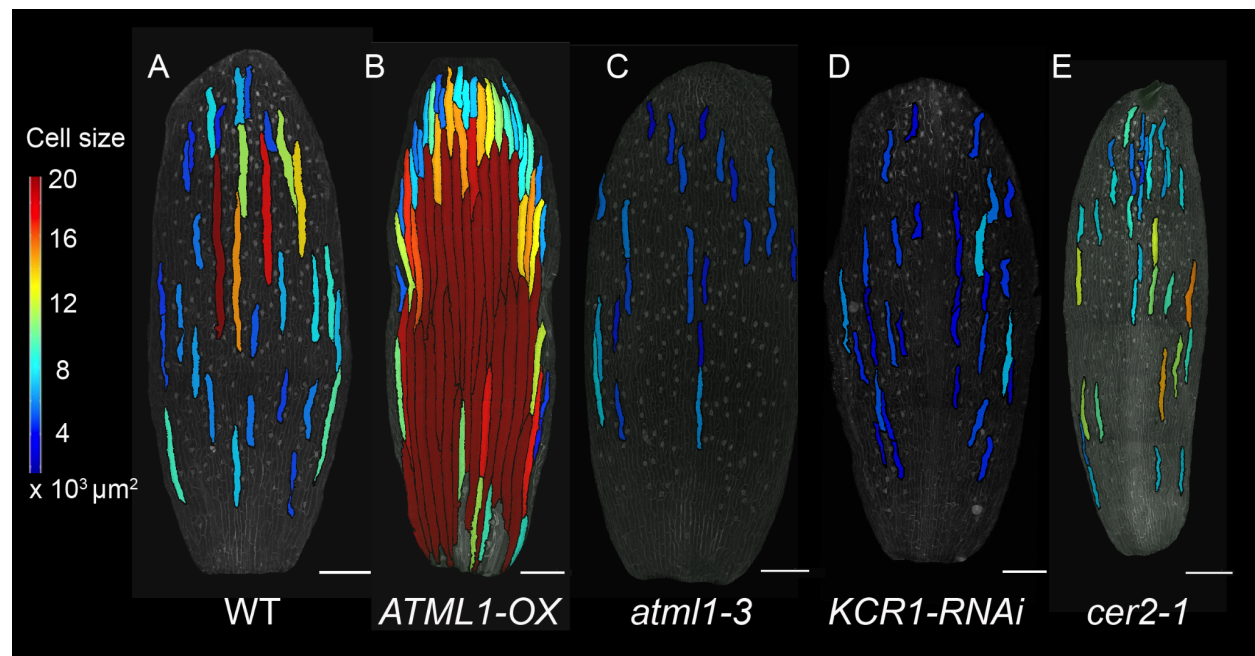 A
B
C
D
E
Cell size
20
16
12
8
4
x 10³ µm²
WT
ATML1-OX
atml1-3
KCR1-RNAi
cer2-1